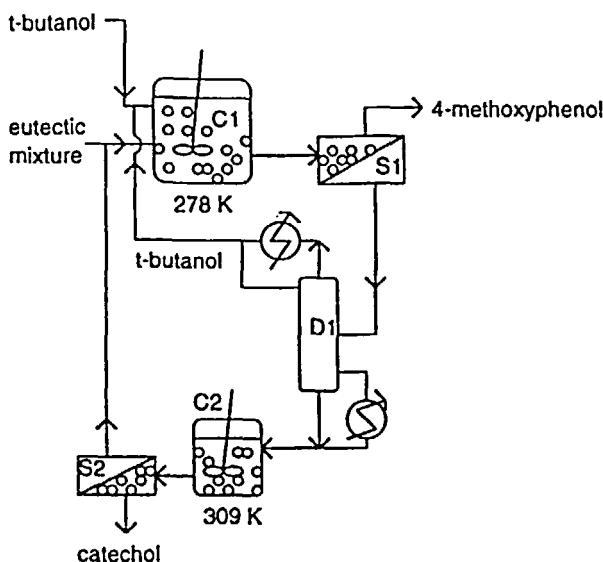 t-butanol
C1
4-methoxyphenol
eutectic
mixture
S1
278 K
t-butanol
D1
C2
S2
309 K
catechol